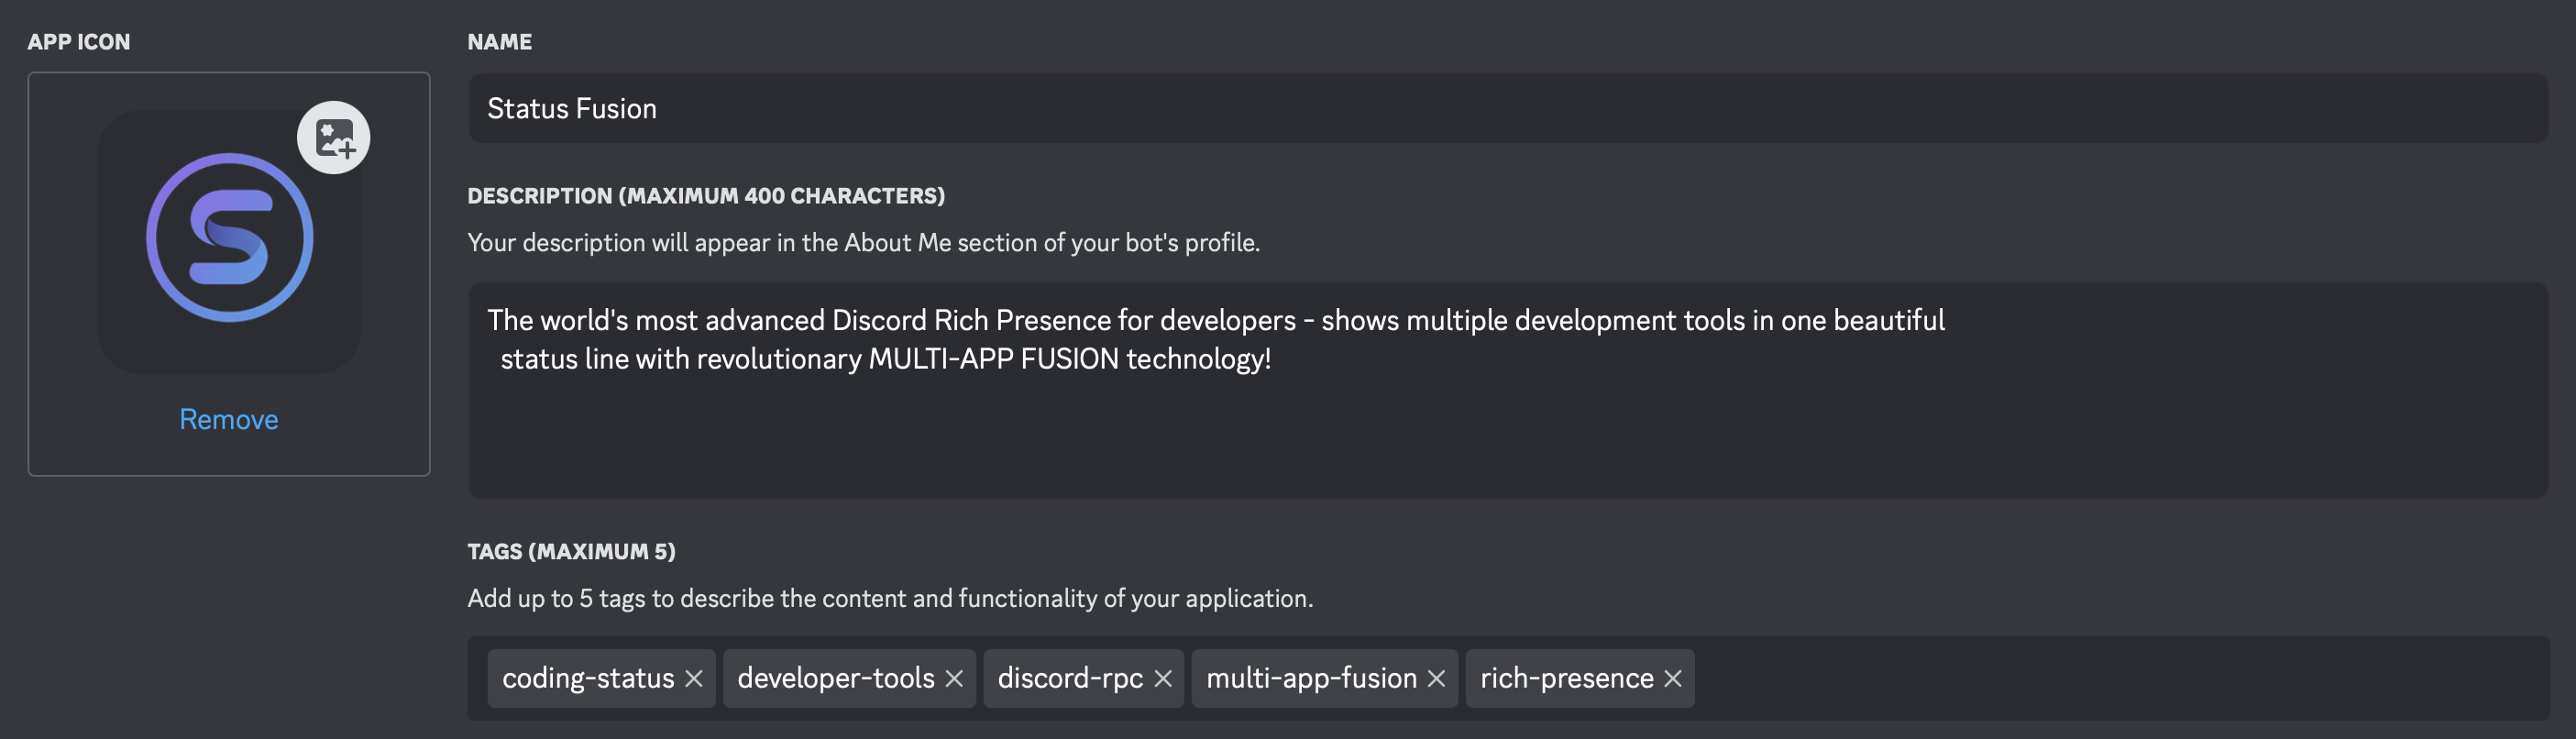 APP ICON
Remove
NAME
Status Fusion
DESCRIPTION (MAXIMUM 400 CHARACTERS)
Your description will appear in the About Me section of your bot's profile.
The world's most advanced Discord Rich Presence for developers - shows multiple development tools in one beautiful
status line with revolutionary MULTI-APP FUSION technology!
TAGS (MAXIMUM 5)
Add up to 5 tags to describe the content and functionality of your application.
coding-status developer-tools discord-rpc multi-app-fusion rich-presence